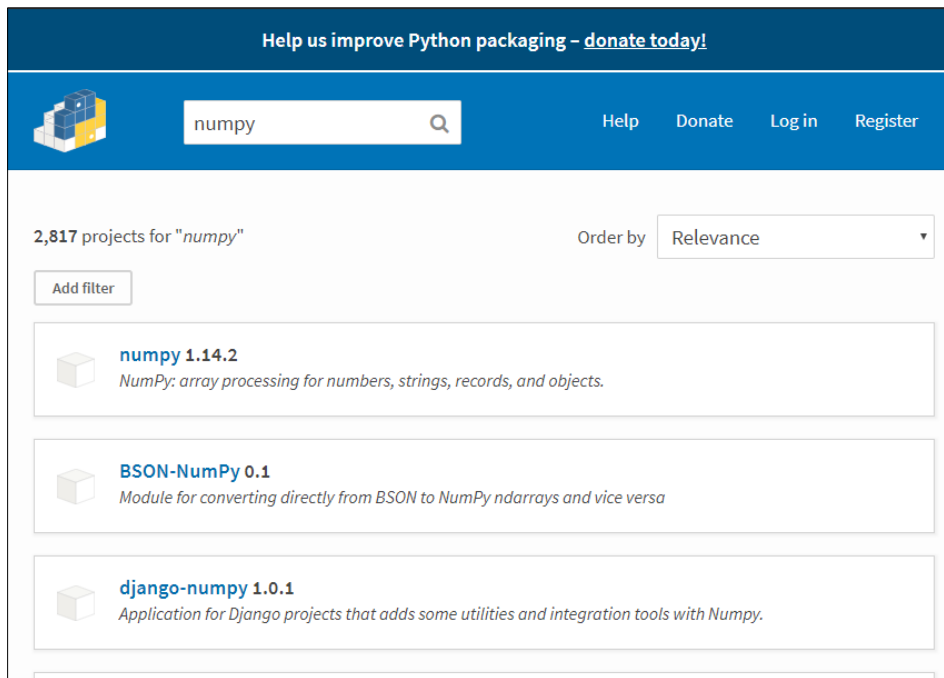 Help us improve Python packaging – donate today!
numpy
Help Donate Log in Register
2,817 projects for "numpy"
Order by Relevance
Add filter
numpy 1.14.2
NumPy: array processing for numbers, strings, records, and objects.
BSON-NumPy 0.1
Module for converting directly from BSON to NumPy ndarrays and vice versa
django-numpy 1.0.1
Application for Django projects that adds some utilities and integration tools with Numpy.